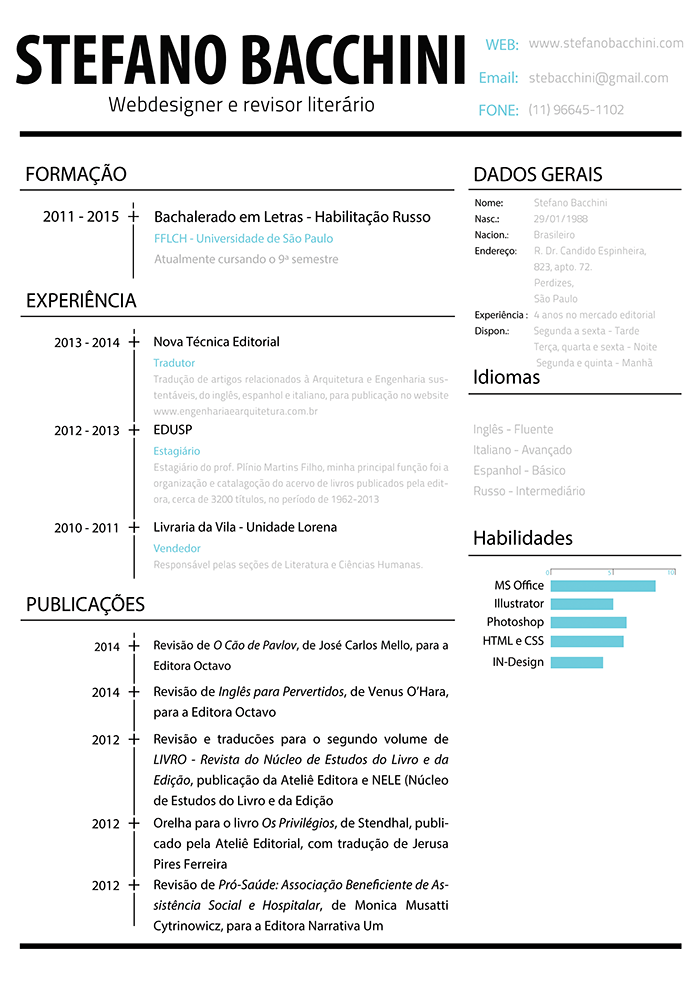 STEFANO BACCHINI
Webdesigner e revisor literário
WEB: www.stefanobacchini.com
Email: stebacchini@gmail.com
FONE: (11) 96645-1102
FORMAÇÃO
2011 - 2015 Bachalerado em Letras - Habilitação Russo
FFLCH - Universidade de São Paulo
Atualmente cursando o 9º semestre
EXPERIÊNCIA
2013 - 2014 Nova Técnica Editorial
Tradutor
Tradução de artigos relacionados à Arquitetura e Engenharia sus-
tentáveis, do inglês, espanhol e italiano, para publicação no website
www.engenhariaearquitetura.com.br
2012 - 2013 EDUSP
Estagiário
Estagiário do prof. Plínio Martins Filho, minha principal função foi a
organização e catalagoção do acervo de livros publicados pela edit-
ora, cerca de 3200 títulos, no período de 1962-2013
2010 - 2011 Livraria da Vila - Unidade Lorena
Vendedor
Responsável pelas seções de Literatura e Ciências Humanas.
PUBLICAÇÕES
2014 Revisão de O Cão de Pavlov, de José Carlos Mello, para a
Editora Octavo
2014 Revisão de Inglês para Pervertidos, de Venus O'Hara,
para a Editora Octavo
2012 Revisão e traducões para o segundo volume de
LIVRO - Revista do Núcleo de Estudos do Livro e da
Edição, publicação da Ateliê Editora e NELE (Núcleo
de Estudos do Livro e da Edição
2012 Orelha para o livro Os Privilégios, de Stendhal, publi-
cado pela Ateliê Editorial, com tradução de Jerusa
Pires Ferreira
2012 Revisão de Pró-Saúde: Associação Beneficiente de As-
sistência Social e Hospitalar, de Monica Musatti
Cytrinowicz, para a Editora Narrativa Um
DADOS GERAIS
Nome: Stefano Bacchini
Nasc.: 29/01/1988
Nacion.: Brasileiro
Endereço: R. Dr. Candido Espinheira,
823, apto. 72.
Perdizes,
São Paulo
Experiência : 4 anos no mercado editorial
Dispon.: Segunda a sexta - Tarde
Terça, quarta e sexta - Noite
Segunda e quinta - Manhã
Idiomas
Inglês - Fluente
Italiano - Avançado
Espanhol - Básico
Russo - Intermediário
Habilidades
0 5 10
MS Office
Illustrator
Photoshop
HTML e CSS
IN-Design